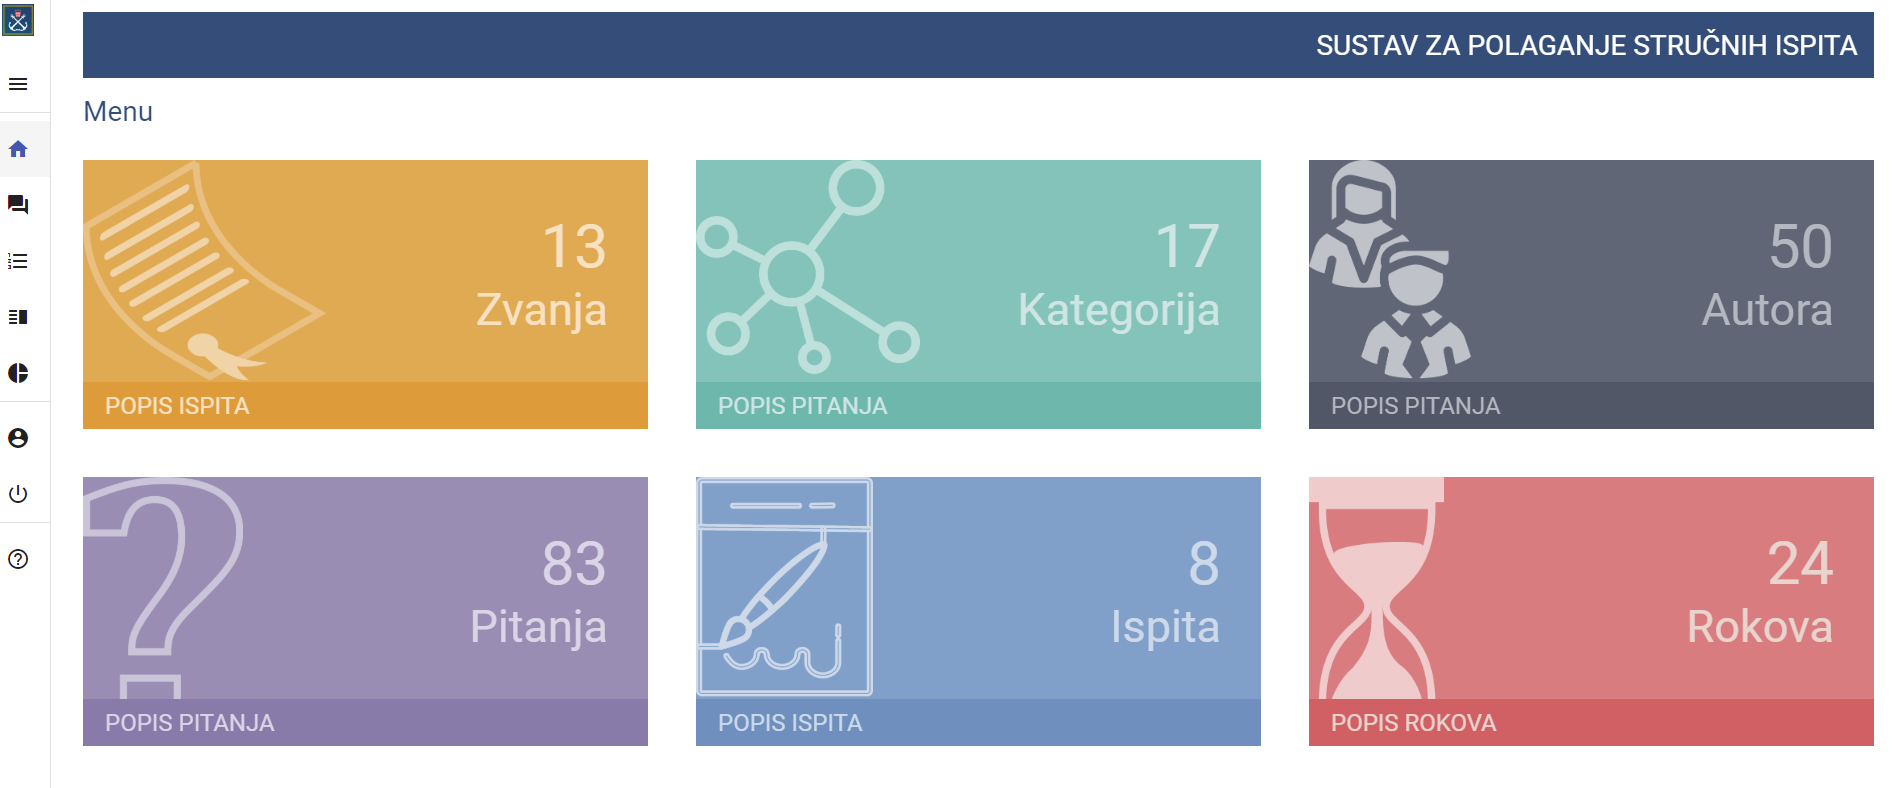 SUSTAV ZA POLAGANJE STRUČNIH ISPITA
Menu
13
Zvanja
POPIS ISPITA
17
Kategorija
POPIS PITANJA
50
Autora
POPIS PITANJA
83
Pitanja
POPIS PITANJA
8
Ispita
POPIS ISPITA
24
Rokova
POPIS ROKOVA